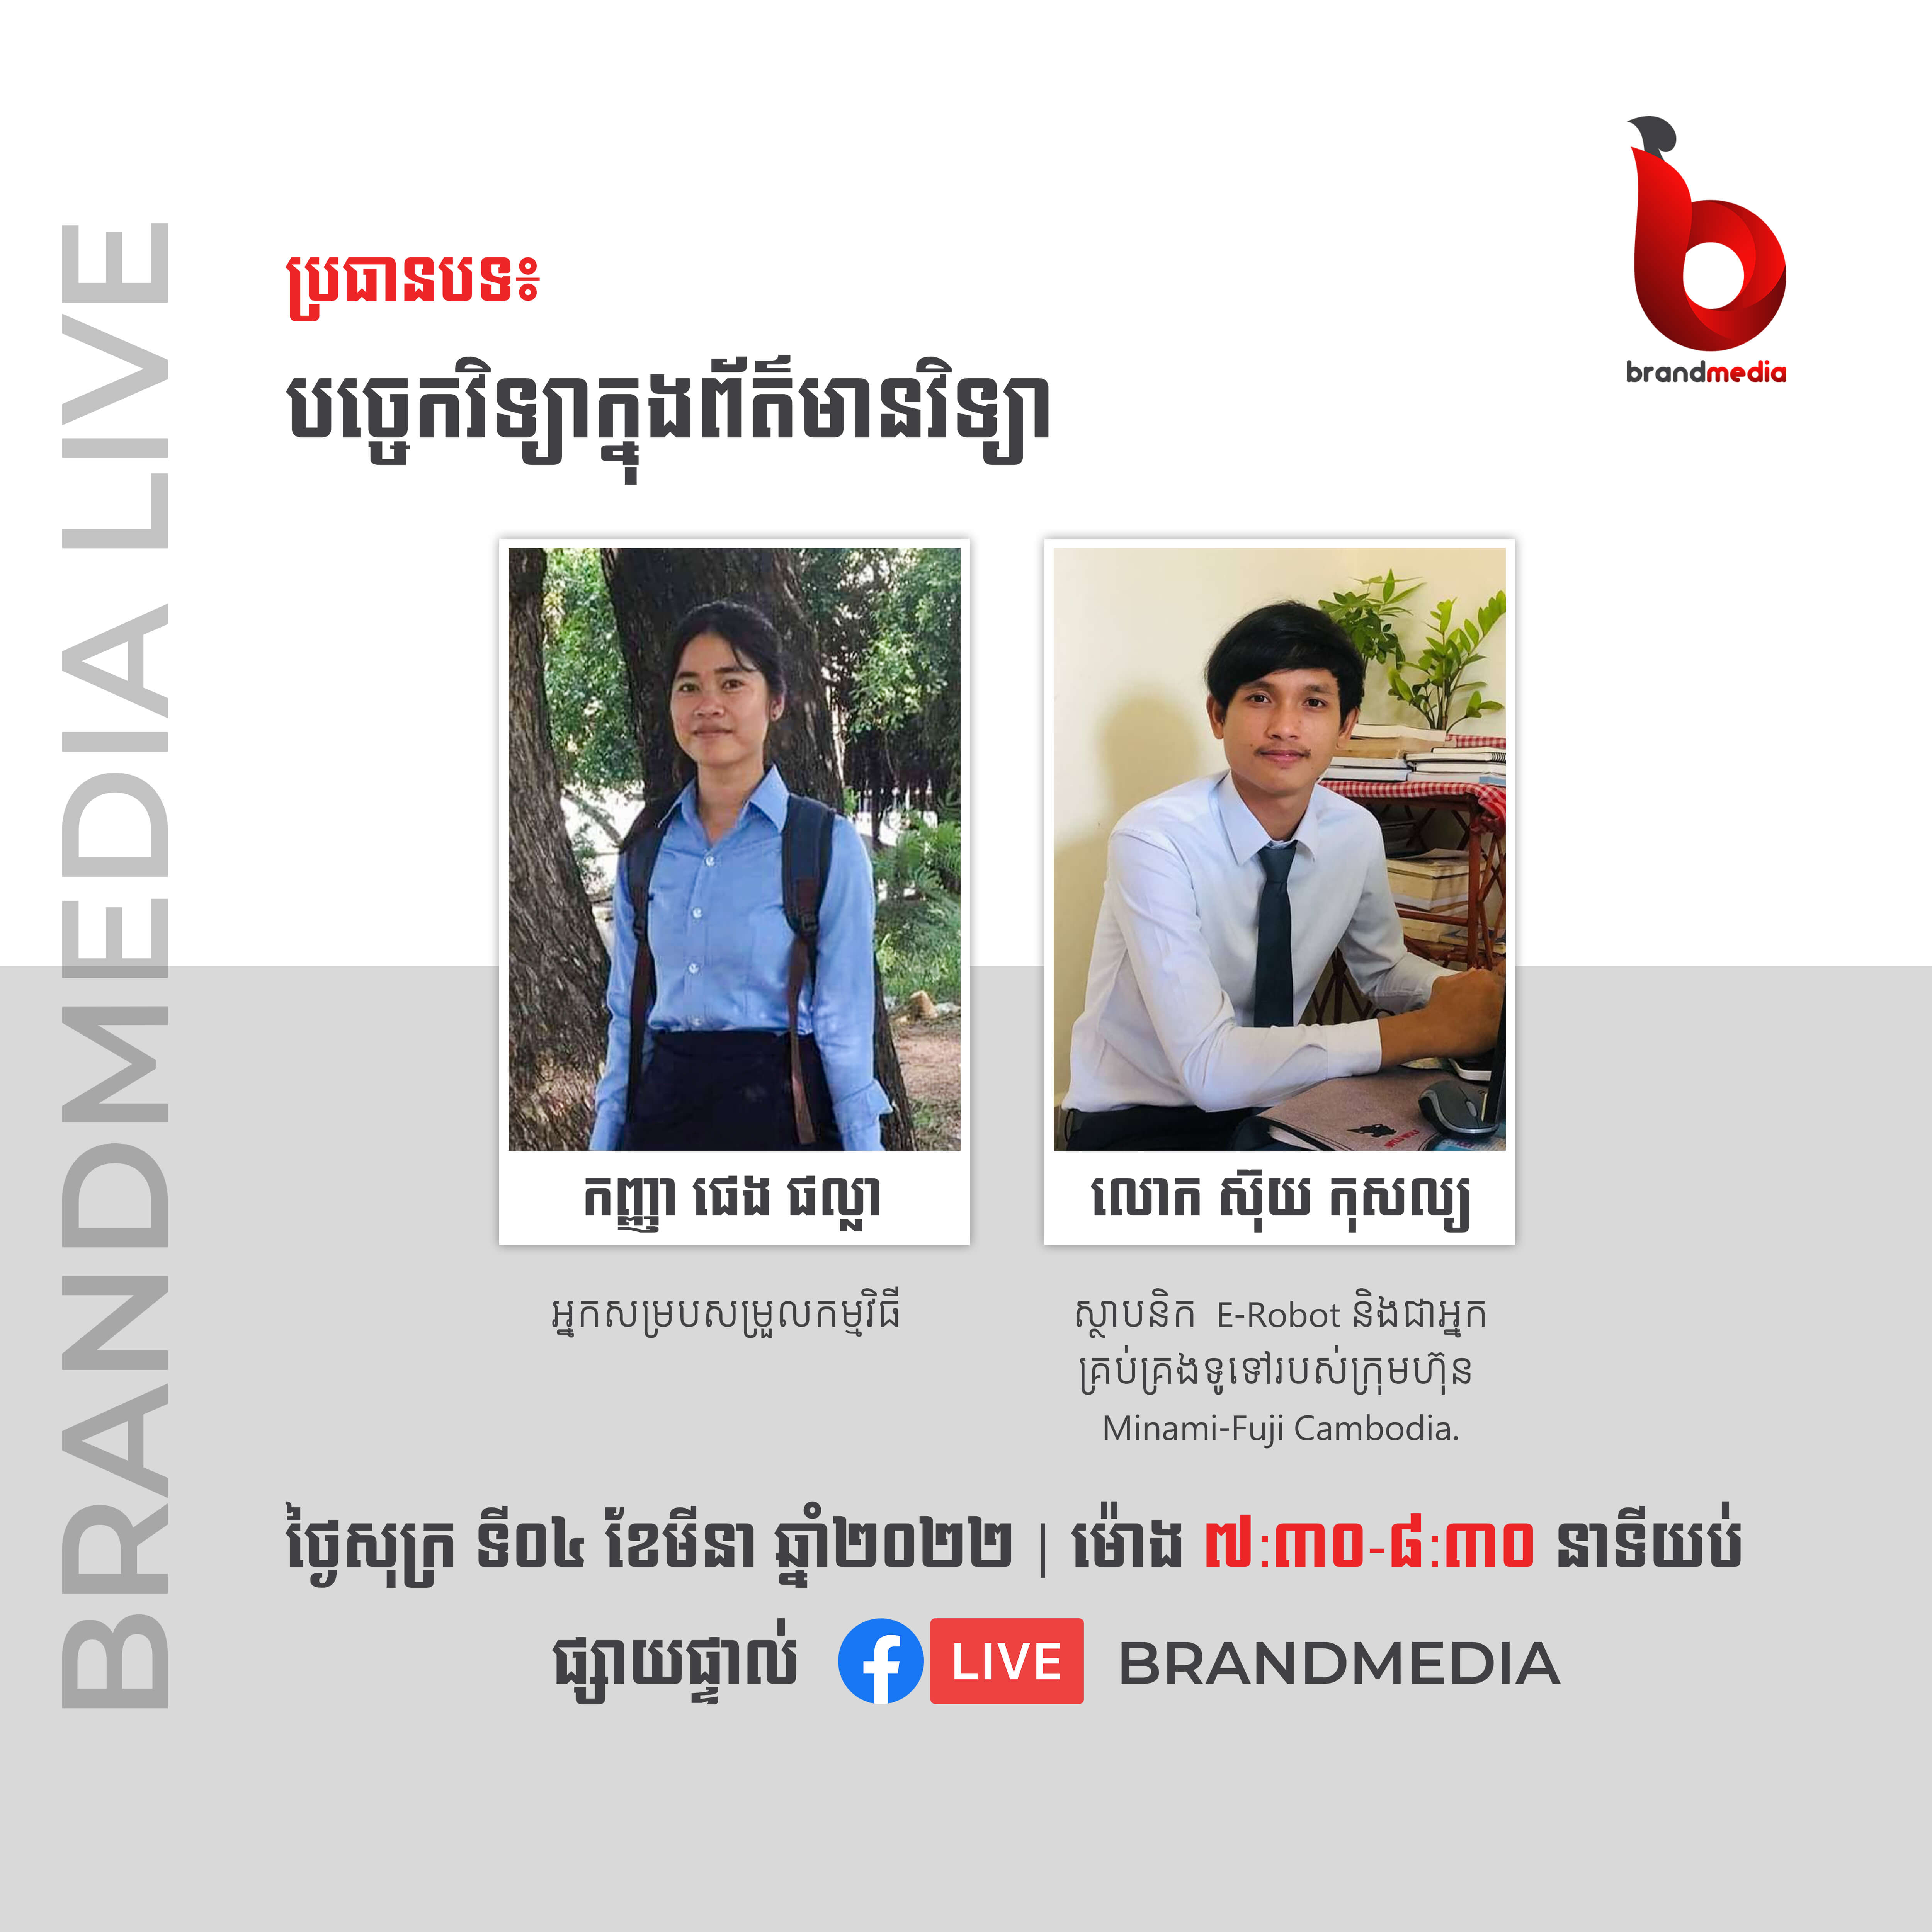 BRANDMEDIA LIVE
brandmedia
ប្រធានបទ៖
បច្ចេកវិទ្យាក្នុងព័ត៌មានវិទ្យា
កញ្ញា ផេង ផល្លា
អ្នកសម្របសម្រួលកម្មវិធី
លោក ស៊ុយ កុសល្យ
ស្ថាបនិក E-Robot និងជាអ្នក
គ្រប់គ្រងទូទៅរបស់ក្រុមហ៊ុន
Minami-Fuji Cambodia.
ថ្ងៃសុក្រ ទី០៤ ខែមីនា ឆ្នាំ២០២២ | ម៉ោង ៧:៣០-៨:៣០ នាទីយប់
ផ្សាយផ្ទាល់ f LIVE BRANDMEDIA